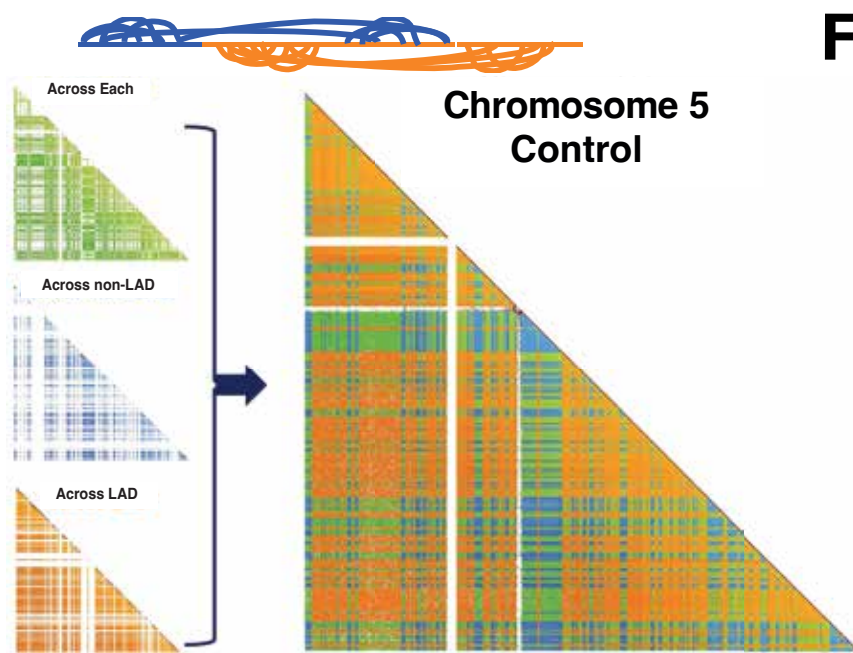 F
Across Each
Chromosome 5
Control
Across non-LAD
Across LAD